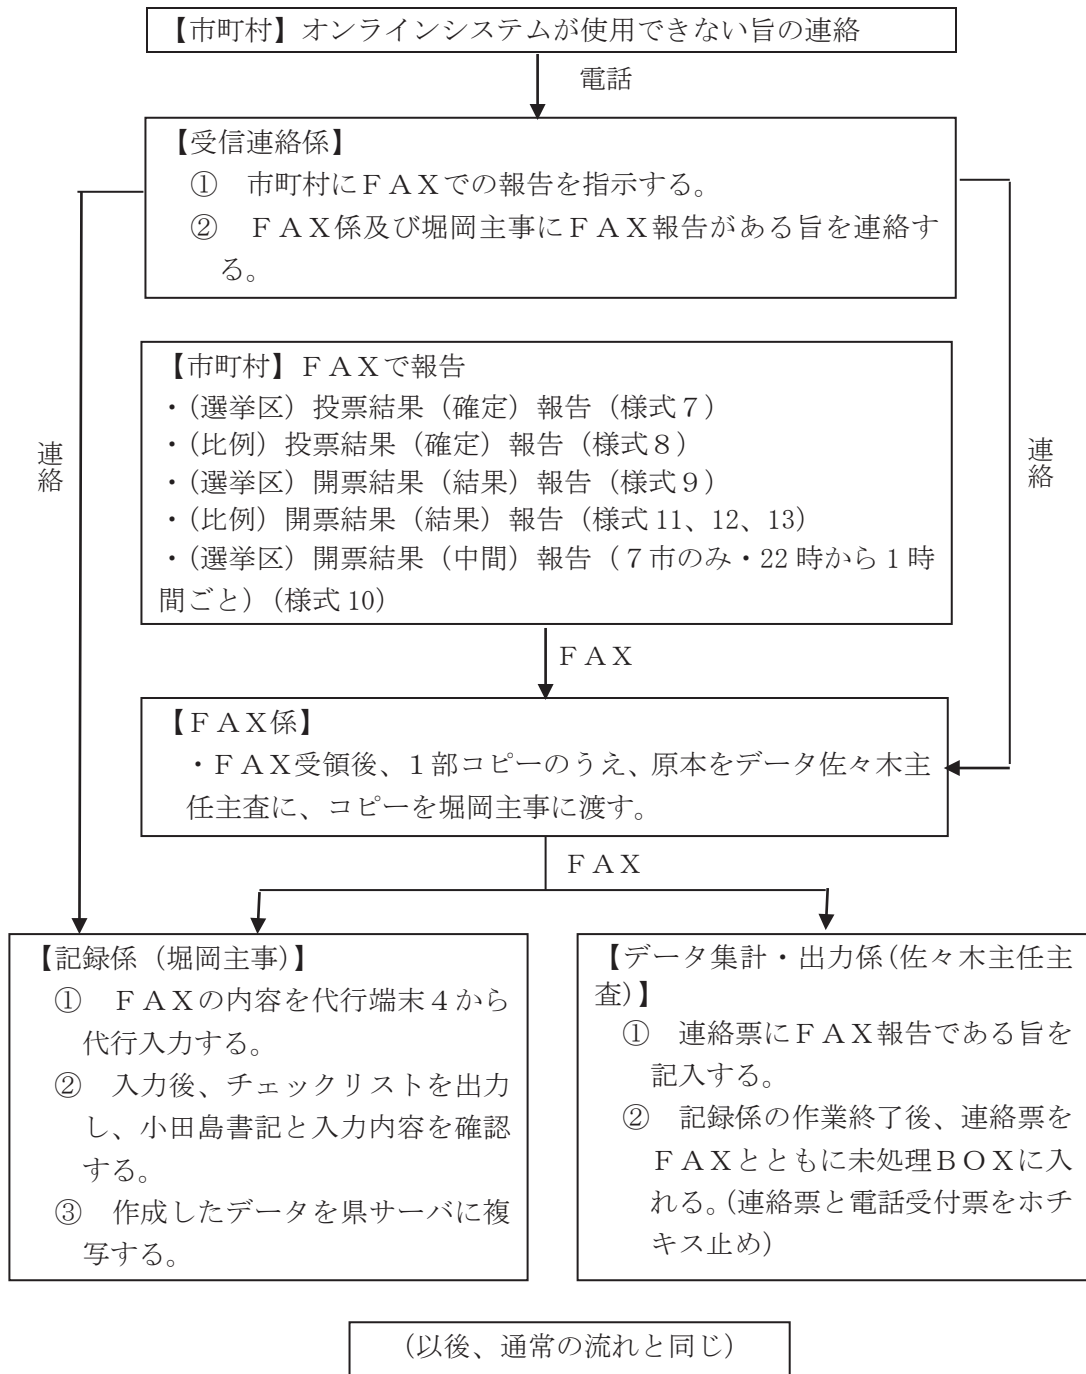 【市町村】オンラインシステムが使用できない旨の連絡
電話
【受信連絡係】
①　市町村にＦＡＸでの報告を指示する。
②　ＦＡＸ係及び堀岡主事にＦＡＸ報告がある旨を連絡す
る。
連絡
連絡
【市町村】ＦＡＸで報告
・(選挙区）投票結果（確定）報告（様式７）
・(比例）投票結果（確定）報告（様式８）
・(選挙区）開票結果（結果）報告（様式９）
・(比例）開票結果（結果）報告（様式 11、12、13）
・(選挙区）開票結果（中間）報告（７市のみ・22 時から１時
間ごと）(様式 10）
ＦＡＸ
【ＦＡＸ係】
・ＦＡＸ受領後、１部コピーのうえ、原本をデータ佐々木主
任主査に、コピーを堀岡主事に渡す。
ＦＡＸ
【記録係（堀岡主事)】
①　ＦＡＸの内容を代行端末４から
代行入力する。
②　入力後、チェックリストを出力
し、小田島書記と入力内容を確認
する。
③　作成したデータを県サーバに複
写する。
【データ集計・出力係(佐々木主任主
査)】
①　連絡票にＦＡＸ報告である旨を
記入する。
②　記録係の作業終了後、連絡票を
ＦＡＸとともに未処理ＢＯＸに入
れる。(連絡票と電話受付票をホチ
キス止め）
（以後、通常の流れと同じ）